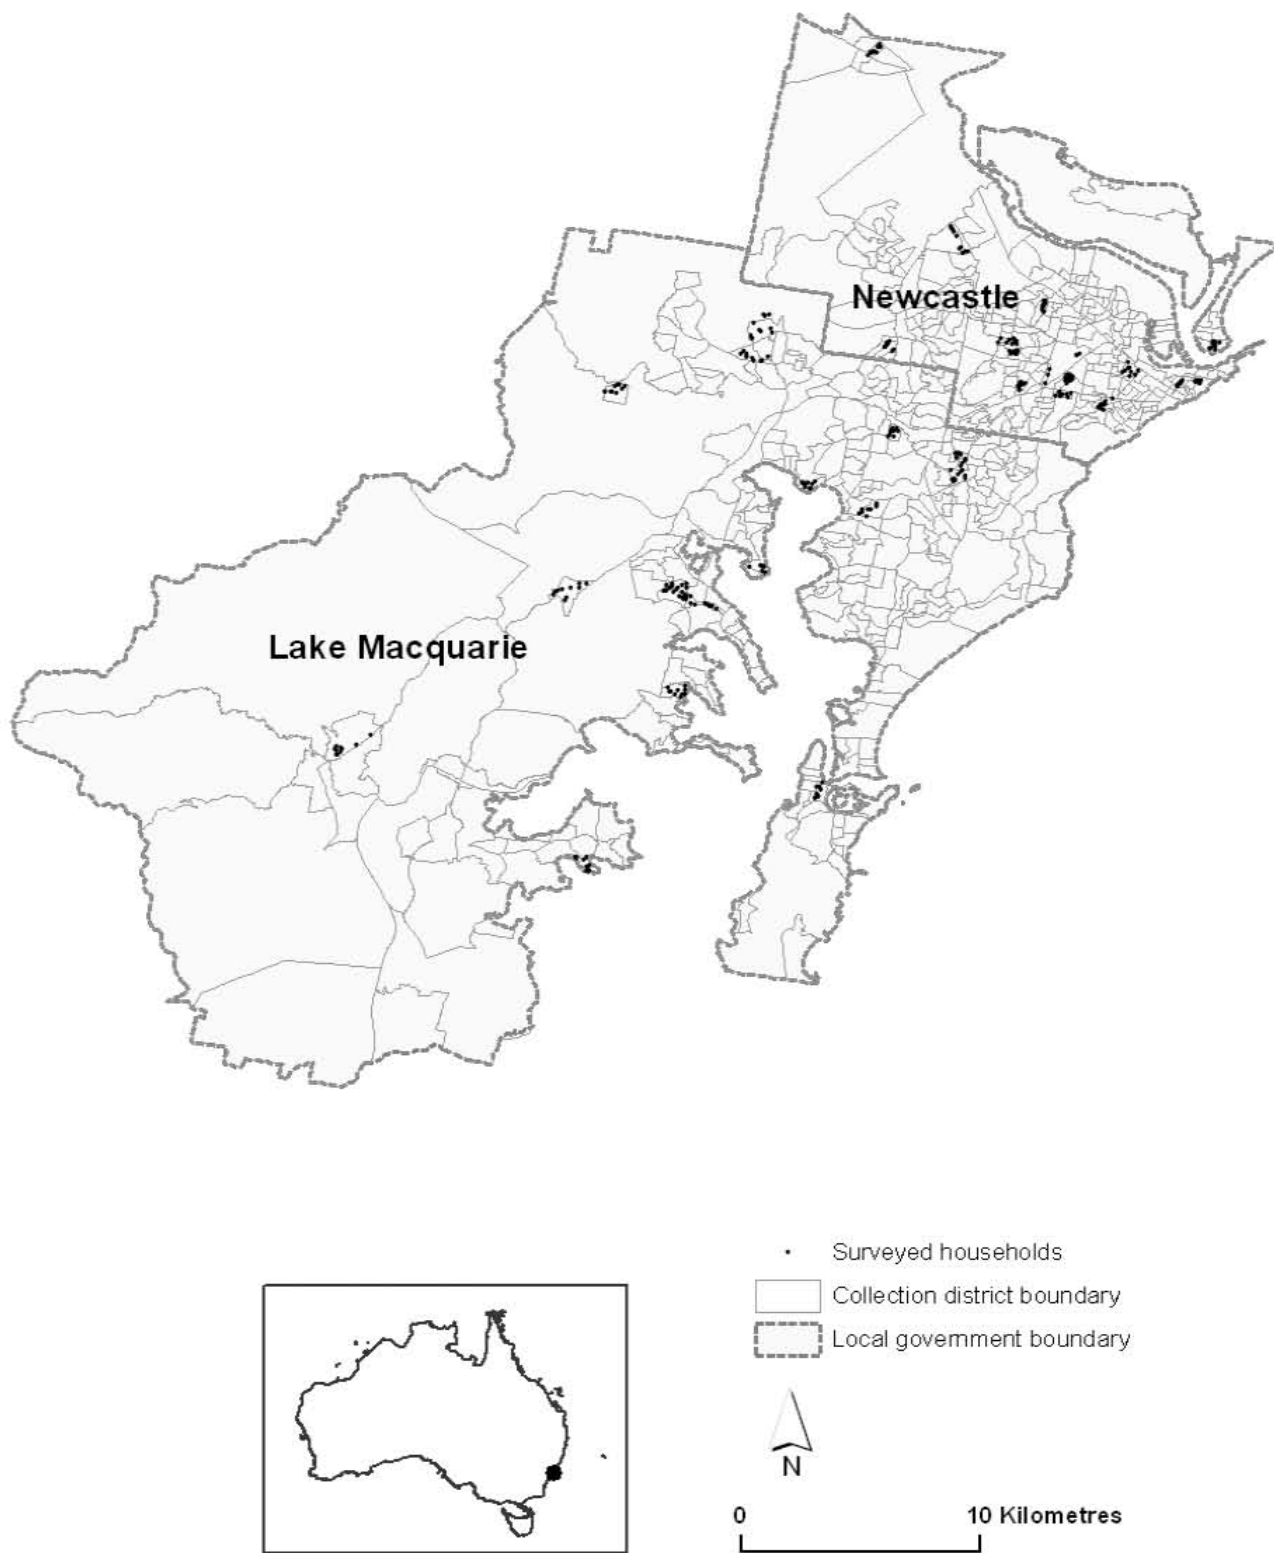 Newcastle
Lake Macquarie
Surveyed households
Collection district boundary
Local government boundary
N
0 10 Kilometres